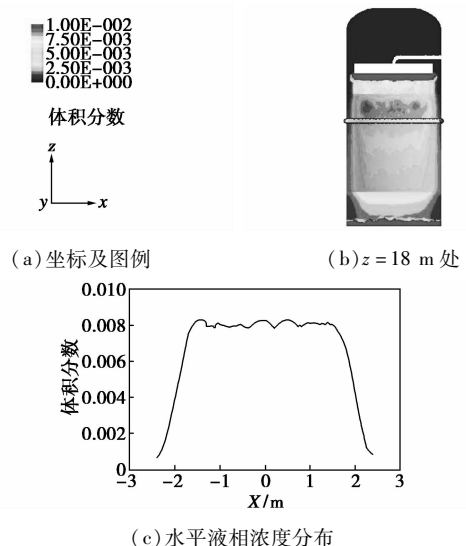 1.00E-002
7.50E-003
5.00E-003
2.50E-003
0.00E+000
体积分数
z
y
x
(a)坐标及图例
(b)z=18 m 处
0.010
0.008
0.006
0.004
0.002
0
体积分数
-3
-2
-1
0
1
2
3
X/m
(c)水平液相浓度分布